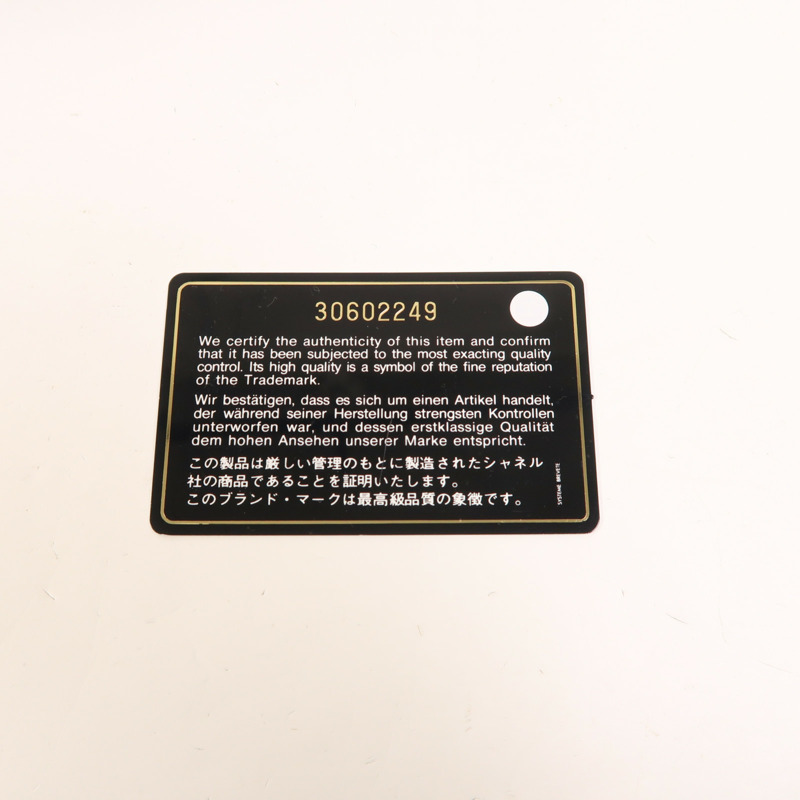 30602249
We certify the authenticity of this item and confirm
that it has been subjected to the most exacting quality
control. Its high quality is a symbol of the fine reputation
of the Trademark.
Wir bestätigen, dass es sich um einen Artikel handelt,
der während seiner Herstellung strengsten Kontrollen
unterworfen war, und dessen erstklassige Qualität
dem hohen Ansehen unserer Marke entspricht.
この製品は厳しい管理のもとに製造されたシャネル
社の商品であることを証明いたします。
このブランド・マークは最高級品質の象徴です。
SYSTEME BREVETE